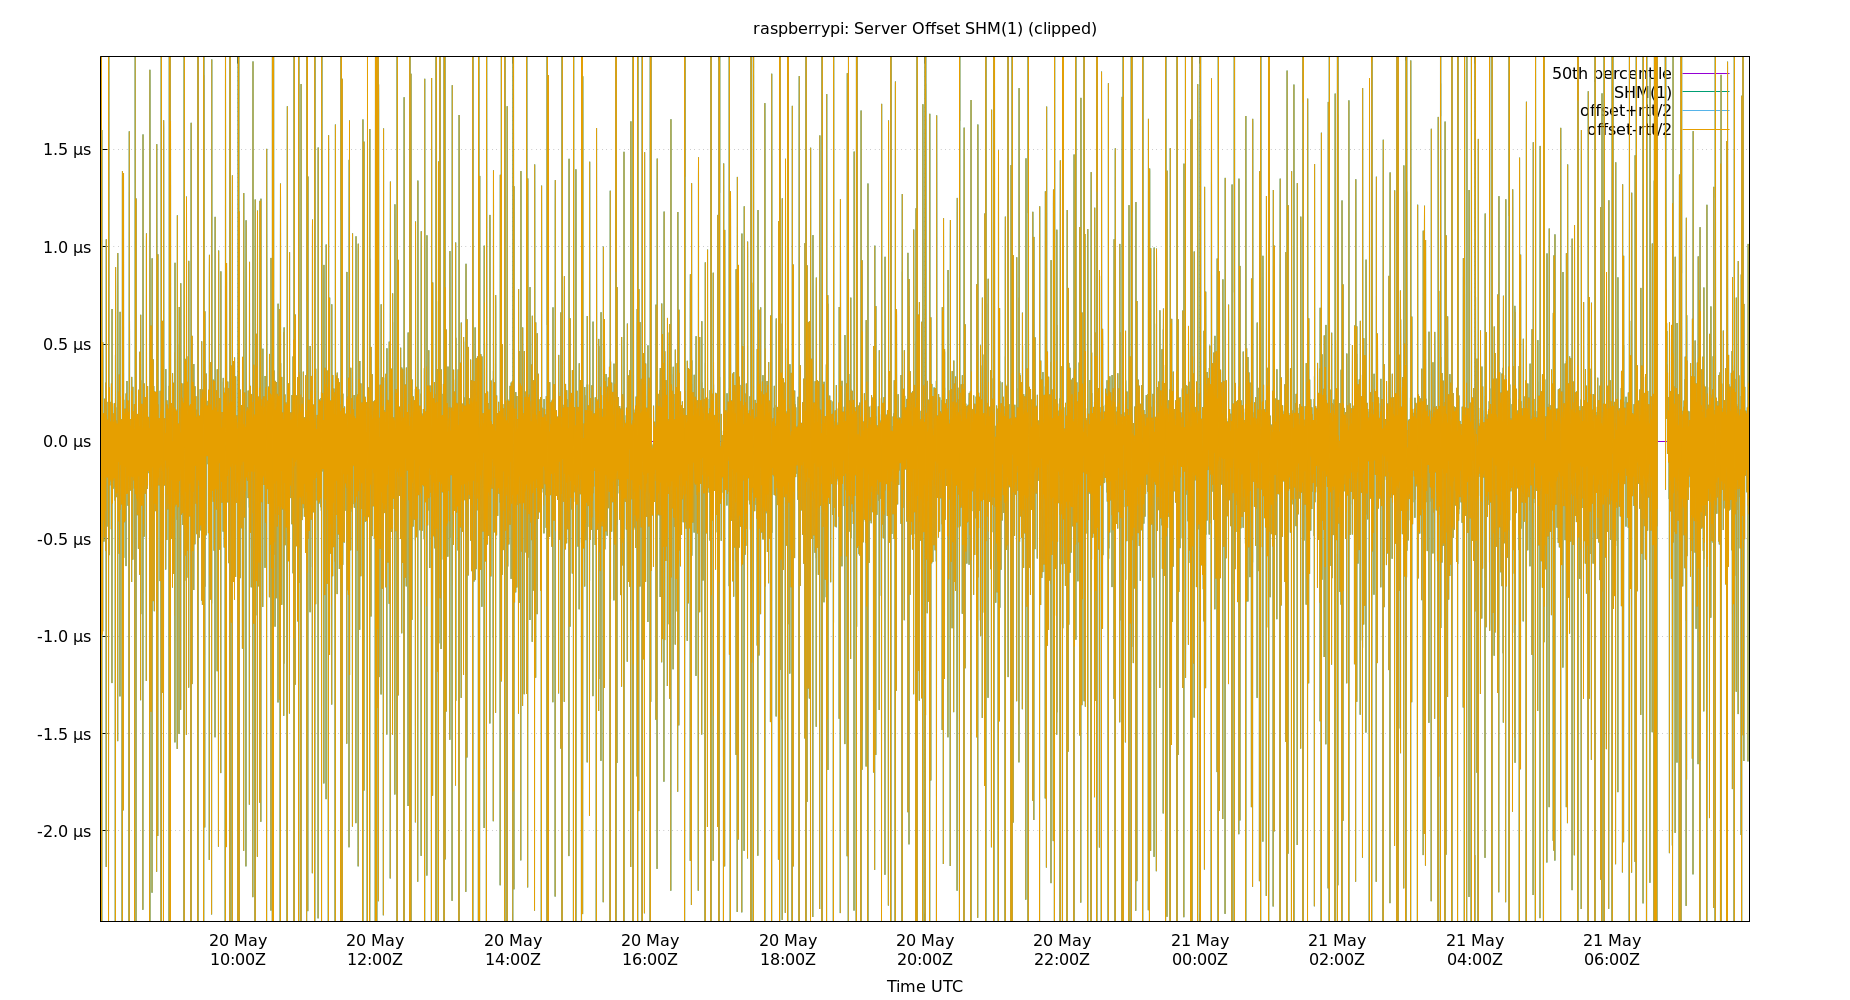 raspberrypi: Server Offset SHM(1) (clipped)
50th percentile
SHM(1)
offset+rtt/2
offset-rtt/2
1.5 µs
1.0 µs
0.5 µs
0.0 µs
-0.5 µs
-1.0 µs
-1.5 µs
-2.0 µs
20 May 20 May 20 May 20 May 20 May 20 May 20 May 21 May 21 May 21 May 21 May
10:00Z 12:00Z 14:00Z 16:00Z 18:00Z 20:00Z 22:00Z 00:00Z 02:00Z 04:00Z 06:00Z
Time UTC